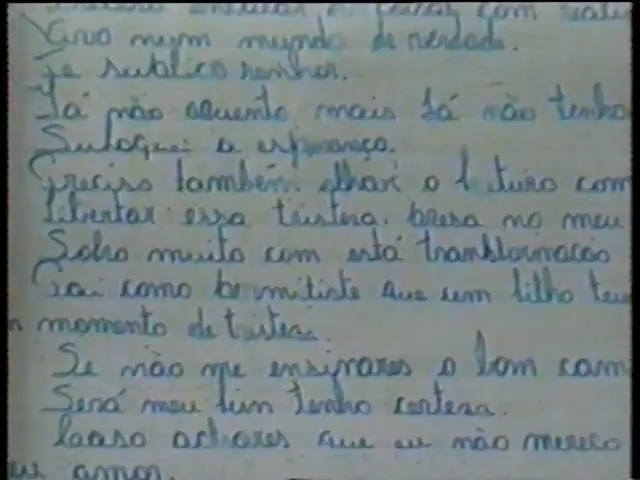 Vivo num mundo de verdade.
Te suplico senhor.
Já não aguento mais Já não tenho
Sufoquei a esperança.
Preciso também olhar o futuro com
libertar essa tristeza. presa no meu
Sofro muito com está transformação
Pai como permitiste que um filho teu
momento de tristeza.
Se não me ensinares o bom cam
Será meu fim tenho certeza.
Caso achares que eu não mereço
amor.